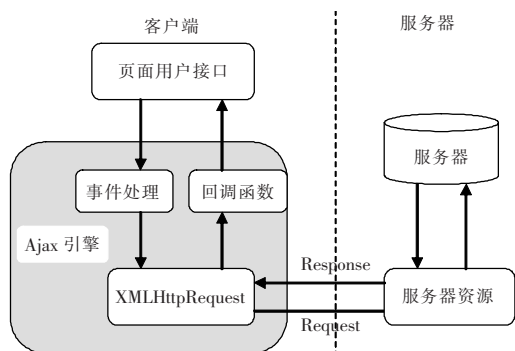 客户端
服务器
页面用户接口
服务器
事件处理
回调函数
Ajax 引擎
Response
XMLHttpRequest
服务器资源
Request